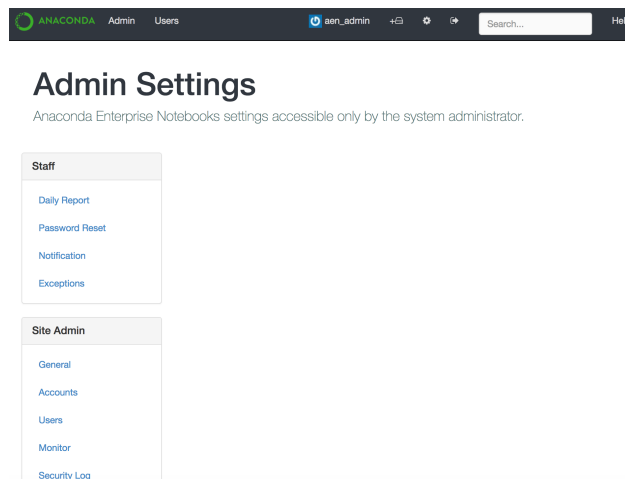 ANACONDA Admin Users aen_admin Search...
Admin Settings
Anaconda Enterprise Notebooks settings accessible only by the system administrator.
Staff
Daily Report
Password Reset
Notification
Exceptions
Site Admin
General
Accounts
Users
Monitor
Security Log